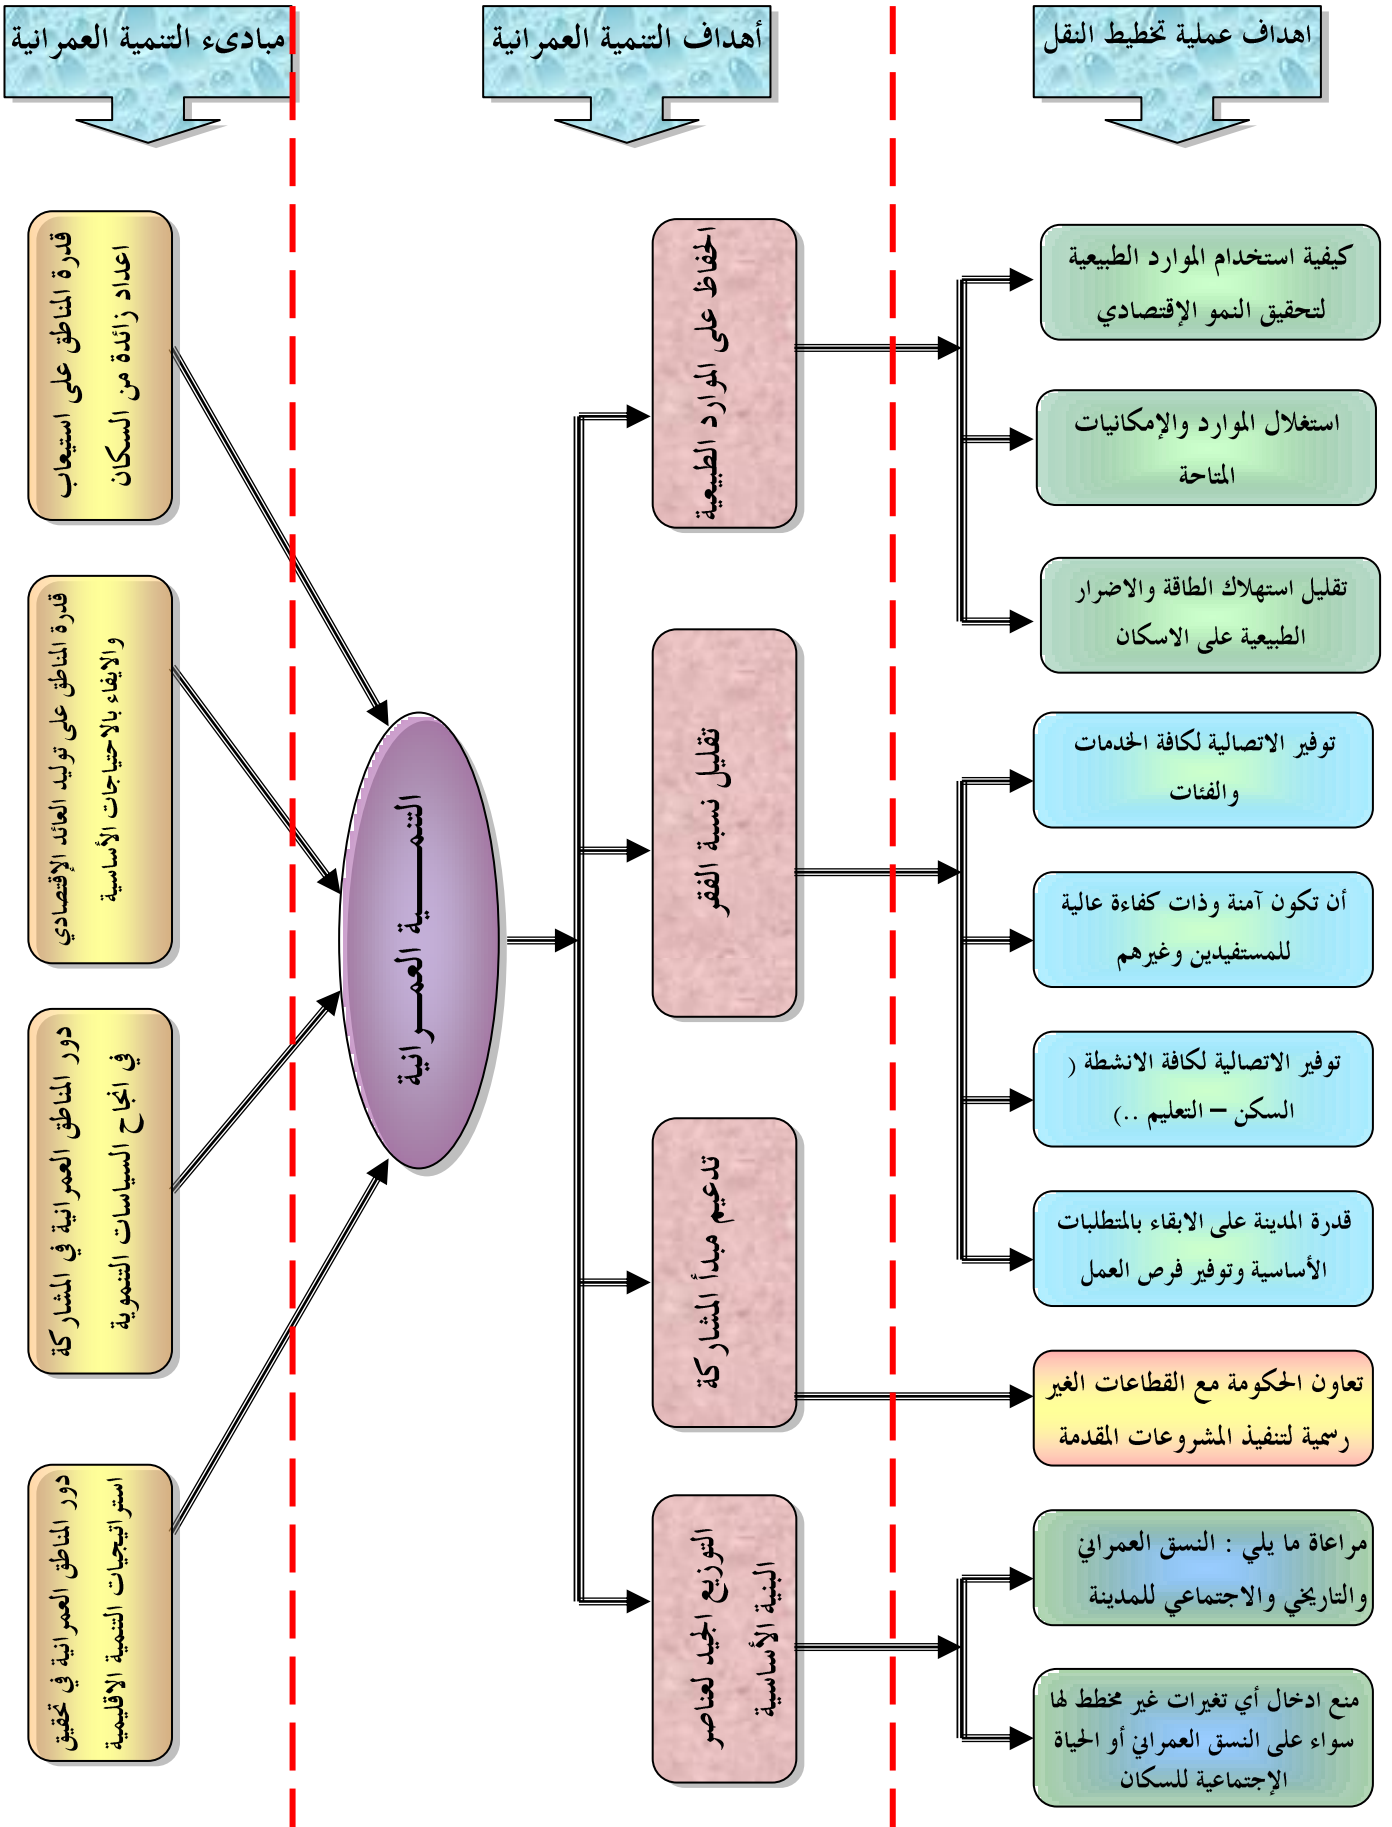 اهداف عملية تخطيط النقل
أهداف التنمية العمرانية
مبادىء التنمية العمرانية
كيفية استخدام الموارد الطبيعية
لتحقيق النمو الإقتصادي
استغلال الموارد والإمكانيات
المتاحة
تقليل استهلاك الطاقة والاضرار
الطبيعية على الاسكان
توفير الاتصالية لكافة الخدمات
والفئات
أن تكون آمنة وذات كفاءة عالية
للمستفيدين وغيرهم
توفير الاتصالية لكافة الانشطة (
السكن – التعليم ..)
قدرة المدينة على الابقاء بالمتطلبات
الأساسية وتوفير فرص العمل
تعاون الحكومة مع القطاعات الغير
رسمية لتنفيذ المشروعات المقدمة
مراعاة ما يلي : النسق العمراني
والتاريخي والاجتماعي للمدينة
منع ادخال أي تغيرات غير مخطط لها
سواء على النسق العمراني أو الحياة
الإجتماعية للسكان
الحفاظ على الموارد الطبيعية
تقليل نسبة الفقر
تدعيم مبدأ المشاركة
التوزيع الجيد لعناصر
البنية الأساسية
التنمـــــية العمـــرانية
قدرة المناطق على استيعاب
اعداد زائدة من السكان
قدرة المناطق على توليد العائد الإقتصادي
والايفاء بالاحتياجات الأساسية
دور المناطق العمرانية في المشاركة
في انجاح السياسات التنموية
دور المناطق العمرانية في تحقيق
استراتيجيات التنمية الاقليمية